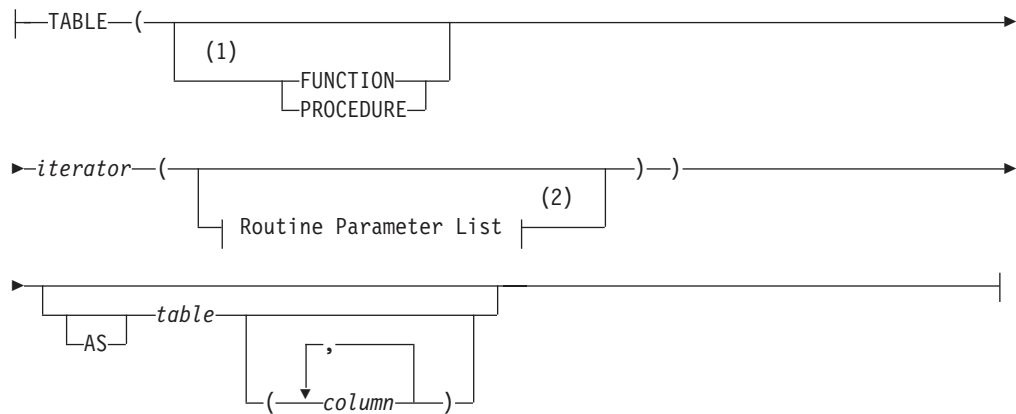 TABLE (
(1)
FUNCTION
PROCEDURE
iterator ( ) )
(2)
Routine Parameter List
table
AS
,
( column )